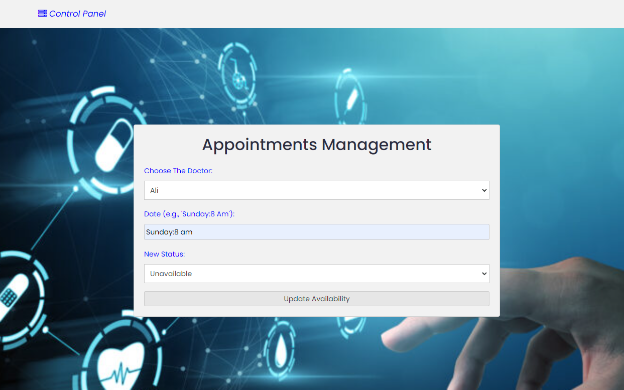 Control Panel
Appointments Management
Choose The Doctor:
Ali
Date (e.g., 'Sunday:8 Am'):
Sunday:8 am
New Status:
Unavailable
Update Availability